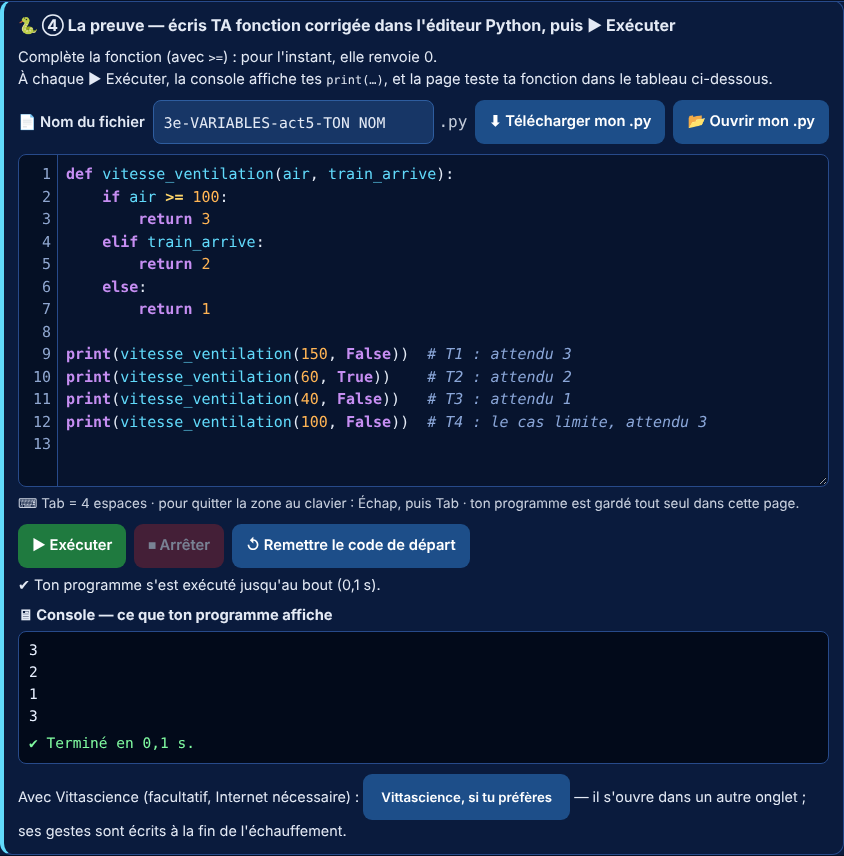 🐍 ④ La preuve — écris TA fonction corrigée dans l'éditeur Python, puis ▶ Exécuter
Complète la fonction (avec >=) : pour l'instant, elle renvoie 0.
À chaque ▶ Exécuter, la console affiche tes print(…), et la page teste ta fonction dans le tableau ci-dessous.
📄 Nom du fichier 3e-VARIABLES-act5-TON NOM .py ⬇ Télécharger mon .py 📂 Ouvrir mon .py
1 def vitesse_ventilation(air, train_arrive):
2     if air >= 100:
3         return 3
4     elif train_arrive:
5         return 2
6     else:
7         return 1
8
9 print(vitesse_ventilation(150, False))  # T1 : attendu 3
10 print(vitesse_ventilation(60, True))    # T2 : attendu 2
11 print(vitesse_ventilation(40, False))   # T3 : attendu 1
12 print(vitesse_ventilation(100, False))  # T4 : le cas limite, attendu 3
13
⌨ Tab = 4 espaces · pour quitter la zone au clavier : Échap, puis Tab · ton programme est gardé tout seul dans cette page.
▶ Exécuter ■ Arrêter ↺ Remettre le code de départ
✔ Ton programme s'est exécuté jusqu'au bout (0,1 s).
🖥 Console — ce que ton programme affiche
3
2
1
3
✔ Terminé en 0,1 s.
Avec Vittascience (facultatif, Internet nécessaire) : Vittascience, si tu préfères — il s'ouvre dans un autre onglet ;
ses gestes sont écrits à la fin de l'échauffement.